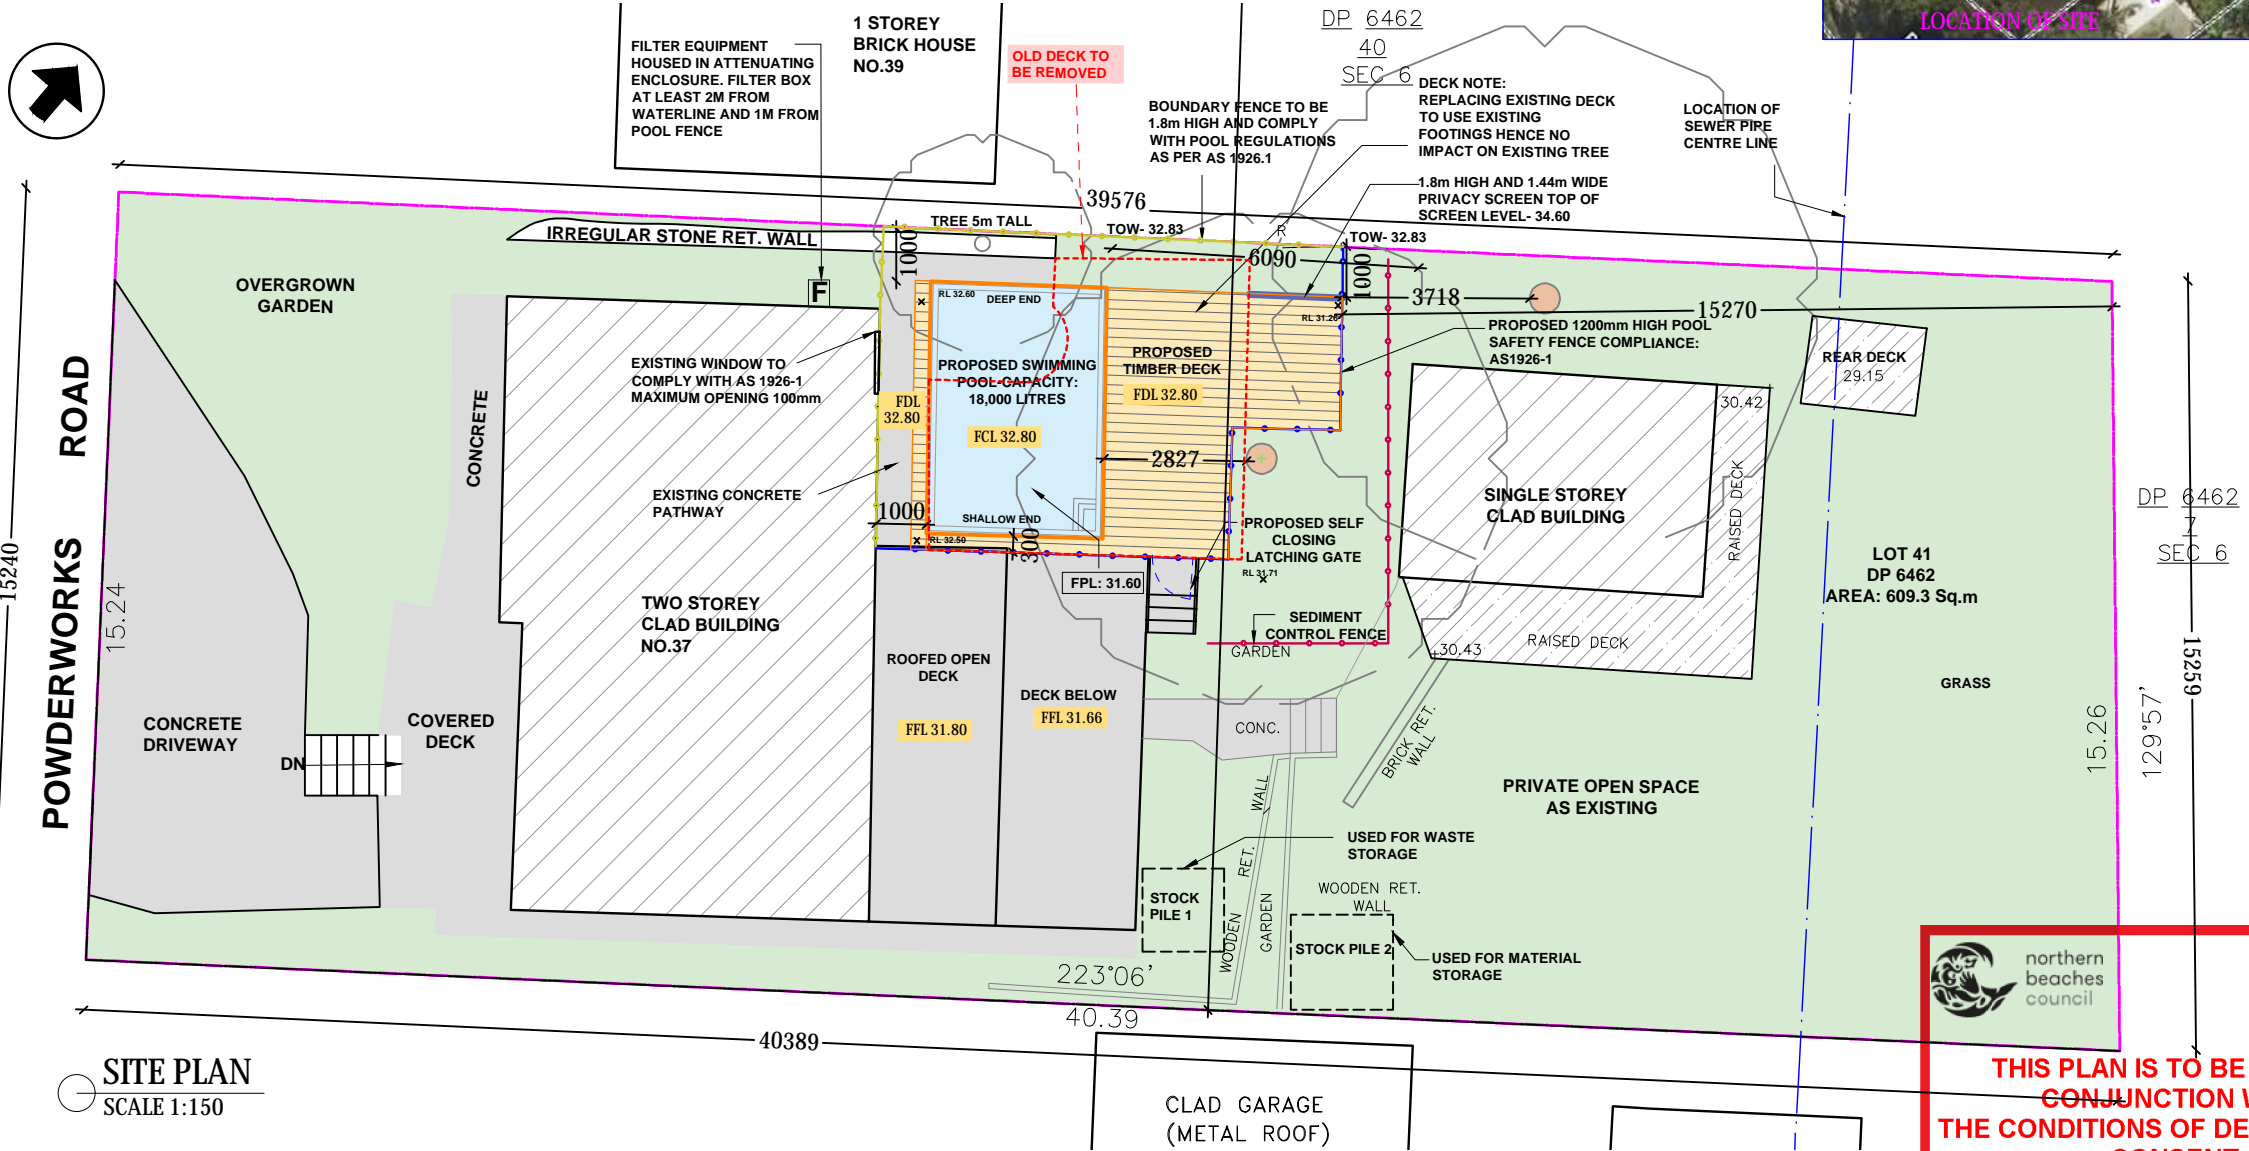 1 STOREY
BRICK HOUSE
NO.39
FILTER EQUIPMENT
HOUSED IN ATTENUATING
ENCLOSURE. FILTER BOX
AT LEAST 2M FROM
WATERLINE AND 1M FROM
POOL FENCE
OLD DECK TO
BE REMOVED
DP 6462
40
SEC 6
LOCATION OF SITE
BOUNDARY FENCE TO BE
1.8m HIGH AND COMPLY
WITH POOL REGULATIONS
AS PER AS 1926.1
DECK NOTE:
REPLACING EXISTING DECK
TO USE EXISTING
FOOTINGS HENCE NO
IMPACT ON EXISTING TREE
LOCATION OF
SEWER PIPE
CENTRE LINE
1.8m HIGH AND 1.44m WIDE
PRIVACY SCREEN TOP OF
SCREEN LEVEL- 34.60
39576
TREE 5m TALL
TOW- 32.83
R
TOW- 32.83
IRREGULAR STONE RET. WALL
1000
6090
1000
3718
15270
OVERGROWN
GARDEN
F
RL 32.60
DEEP END
RL 31.26
PROPOSED 1200mm HIGH POOL
SAFETY FENCE COMPLIANCE:
AS1926-1
REAR DECK
29.15
EXISTING WINDOW TO
COMPLY WITH AS 1926-1
MAXIMUM OPENING 100mm
PROPOSED SWIMMING
POOL-CAPACITY:
18,000 LITRES
PROPOSED
TIMBER DECK
FDL 32.80
FDL
32.80
FCL 32.80
30.42
CONCRETE
POWDERWORKS ROAD
2827
EXISTING CONCRETE
PATHWAY
1000
SHALLOW END
RL 32.50
300
SINGLE STOREY
CLAD BUILDING
RAISED DECK
PROPOSED SELF
CLOSING
LATCHING GATE
RL 31.71
FPL: 31.60
DP 6462
7
SEC 6
LOT 41
DP 6462
AREA: 609.3 Sq.m
15240
15.24
TWO STOREY
CLAD BUILDING
NO.37
SEDIMENT
CONTROL FENCE
GARDEN
RAISED DECK
30.43
ROOFED OPEN
DECK
FFL 31.80
DECK BELOW
FFL 31.66
GRASS
15259
15.26
129°57'
CONCRETE
DRIVEWAY
COVERED
DECK
DN
CONC.
BRICK RET.
WALL
PRIVATE OPEN SPACE
AS EXISTING
WOODEN RET. WALL
GARDEN
USED FOR WASTE
STORAGE
STOCK
PILE 1
WOODEN RET.
WALL
STOCK PILE 2
USED FOR MATERIAL
STORAGE
223°06'
40.39
40389
northern
beaches
council
SITE PLAN
SCALE 1:150
CLAD GARAGE
(METAL ROOF)
THIS PLAN IS TO BE
CONJUNCTION
THE CONDITIONS OF DE